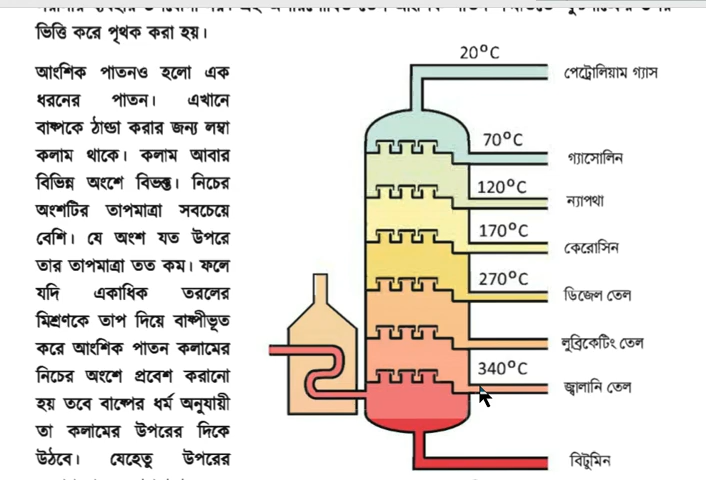 ভিত্তি করে পৃথক করা হয়।
আংশিক পাতনও হলো এক
ধরনের পাতন। এখানে
বাষ্পকে ঠাণ্ডা করার জন্য লম্বা
কলাম থাকে। কলাম আবার
বিভিন্ন অংশে বিভক্ত। নিচের
অংশটির তাপমাত্রা সবচেয়ে
বেশি। যে অংশ যত উপরে
তার তাপমাত্রা তত কম। ফলে
যদি একাধিক তরলের
মিশ্রণকে তাপ দিয়ে বাষ্পীভূত
করে আংশিক পাতন কলামের
নিচের অংশে প্রবেশ করানো
হয় তবে বাষ্পের ধর্ম অনুযায়ী
তা কলামের উপরের দিকে
উঠবে। যেহেতু উপরের
20°C
পেট্রোলিয়াম গ্যাস
70°C
গ্যাসোলিন
120°C
ন্যাপথা
170°C
কেরোসিন
270°C
ডিজেল তেল
লুব্রিকেটিং তেল
340°C
জ্বালানি তেল
বিটুমিন